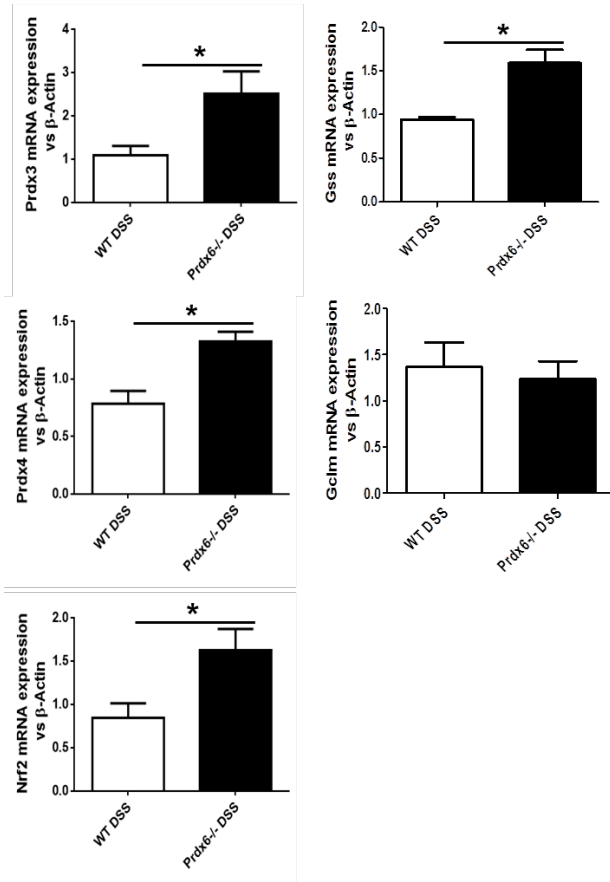 Prdx3 mRNA expression
vs β-Actin
4
3
2
1
0
*
WT DSS
Prdx6-/- DSS
Gss mRNA expression
vs β-Actin
2.0
1.5
1.0
0.5
0.0
*
WT DSS
Prdx6-/- DSS
Prdx4 mRNA expression
vs β-Actin
1.5
1.0
0.5
0.0
*
WT DSS
Prdx6-/- DSS
Gclm mRNA expression
vs β-Actin
2.0
1.5
1.0
0.5
0.0
WT DSS
Prdx6-/- DSS
Nrf2 mRNA expression
vs β-Actin
2.0
1.5
1.0
0.5
0.0
*
WT DSS
Prdx6-/- DSS